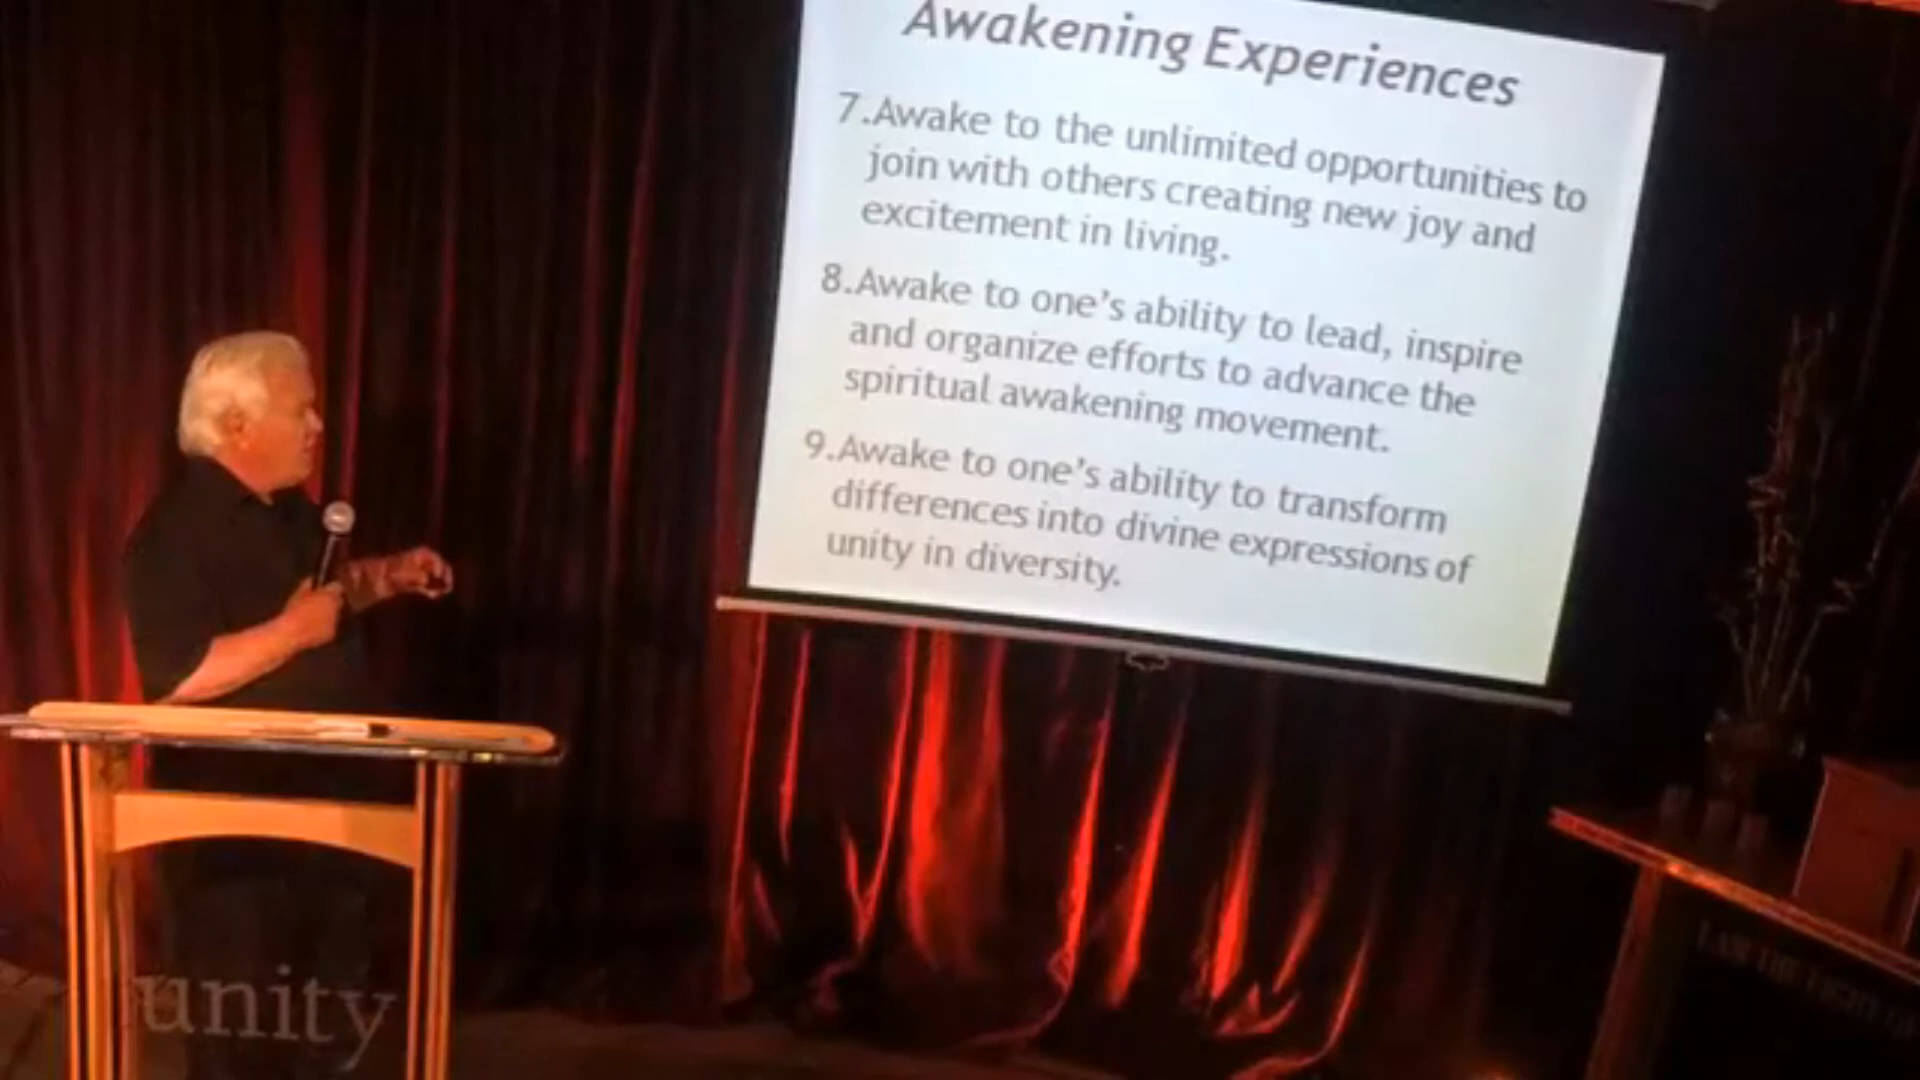 Awakening Experiences
7.Awake to the unlimited opportunities to
join with others creating new joy and
excitement in living.
8.Awake to one's ability to lead, inspire
and organize efforts to advance the
spiritual awakening movement.
9.Awake to one's ability to transform
differences into divine expressions of
unity in diversity.
unity